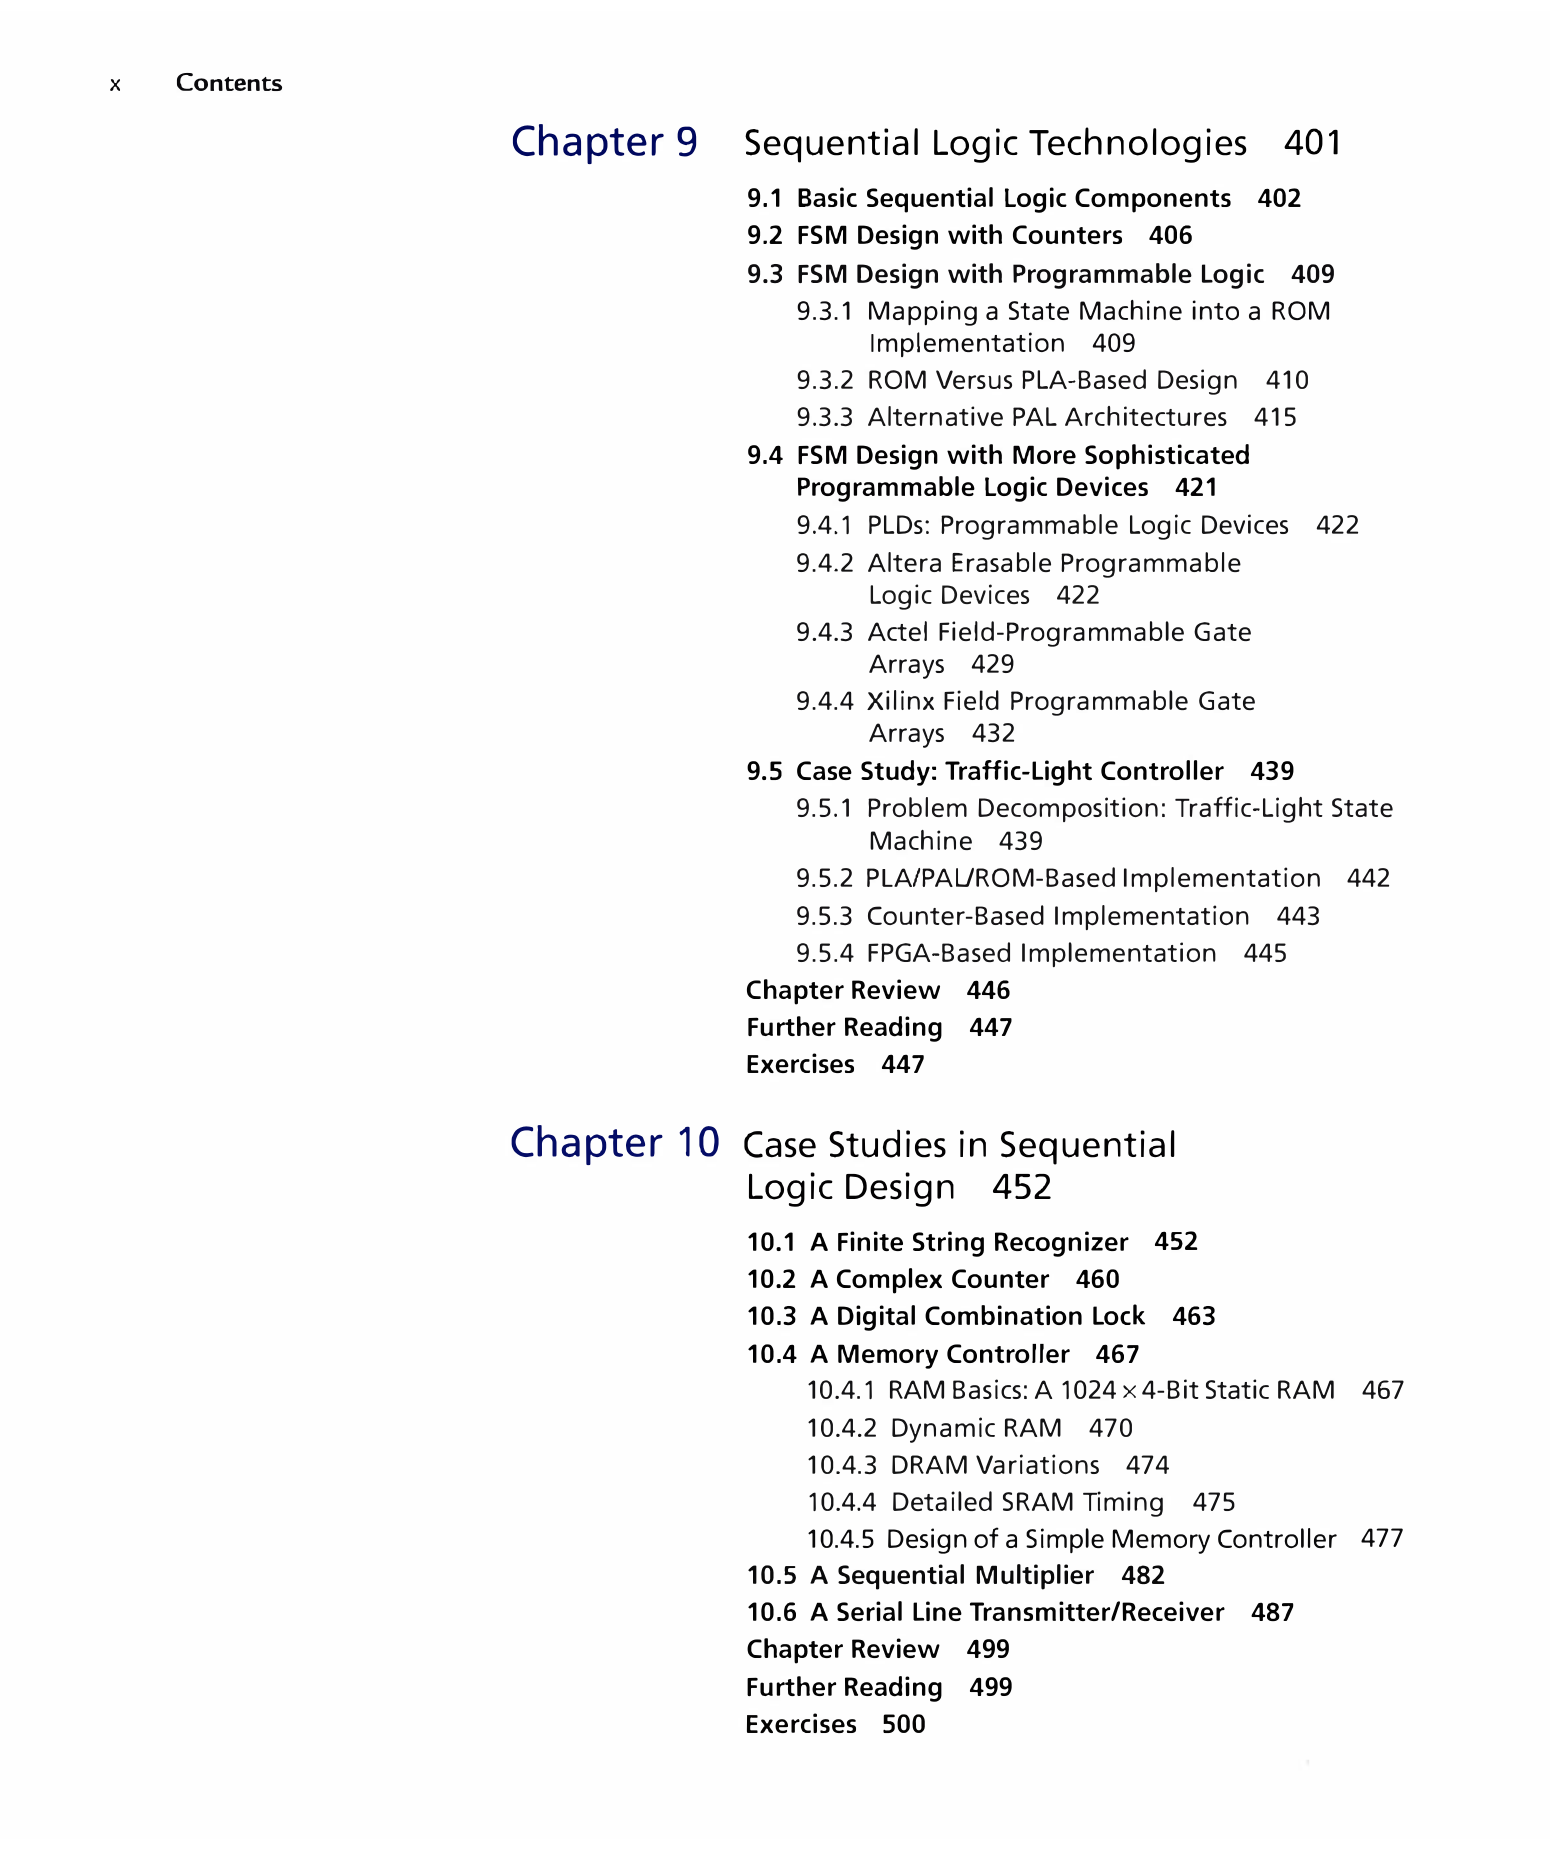 x Contents
Chapter 9 Sequential Logic Technologies 401
9.1 Basic Sequential Logic Components 402
9.2 FSM Design with Counters 406
9.3 FSM Design with Programmable Logic 409
9.3.1 Mapping a State Machine into a ROM
Implementation 409
9.3.2 ROM Versus PLA-Based Design 410
9.3.3 Alternative PAL Architectures 415
9.4 FSM Design with More Sophisticated
Programmable Logic Devices 421
9.4.1 PLDs: Programmable Logic Devices 422
9.4.2 Altera Erasable Programmable
Logic Devices 422
9.4.3 Actel Field-Programmable Gate
Arrays 429
9.4.4 Xilinx Field Programmable Gate
Arrays 432
9.5 Case Study: Traffic-Light Controller 439
9.5.1 Problem Decomposition: Traffic-Light State
Machine 439
9.5.2 PLA/PAL/ROM-Based Implementation 442
9.5.3 Counter-Based Implementation 443
9.5.4 FPGA-Based Implementation 445
Chapter Review 446
Further Reading 447
Exercises 447
Chapter 10 Case Studies in Sequential
Logic Design 452
10.1 A Finite String Recognizer 452
10.2 A Complex Counter 460
10.3 A Digital Combination Lock 463
10.4 A Memory Controller 467
10.4.1 RAM Basics: A 1024 × 4-Bit Static RAM 467
10.4.2 Dynamic RAM 470
10.4.3 DRAM Variations 474
10.4.4 Detailed SRAM Timing 475
10.4.5 Design of a Simple Memory Controller 477
10.5 A Sequential Multiplier 482
10.6 A Serial Line Transmitter/Receiver 487
Chapter Review 499
Further Reading 499
Exercises 500